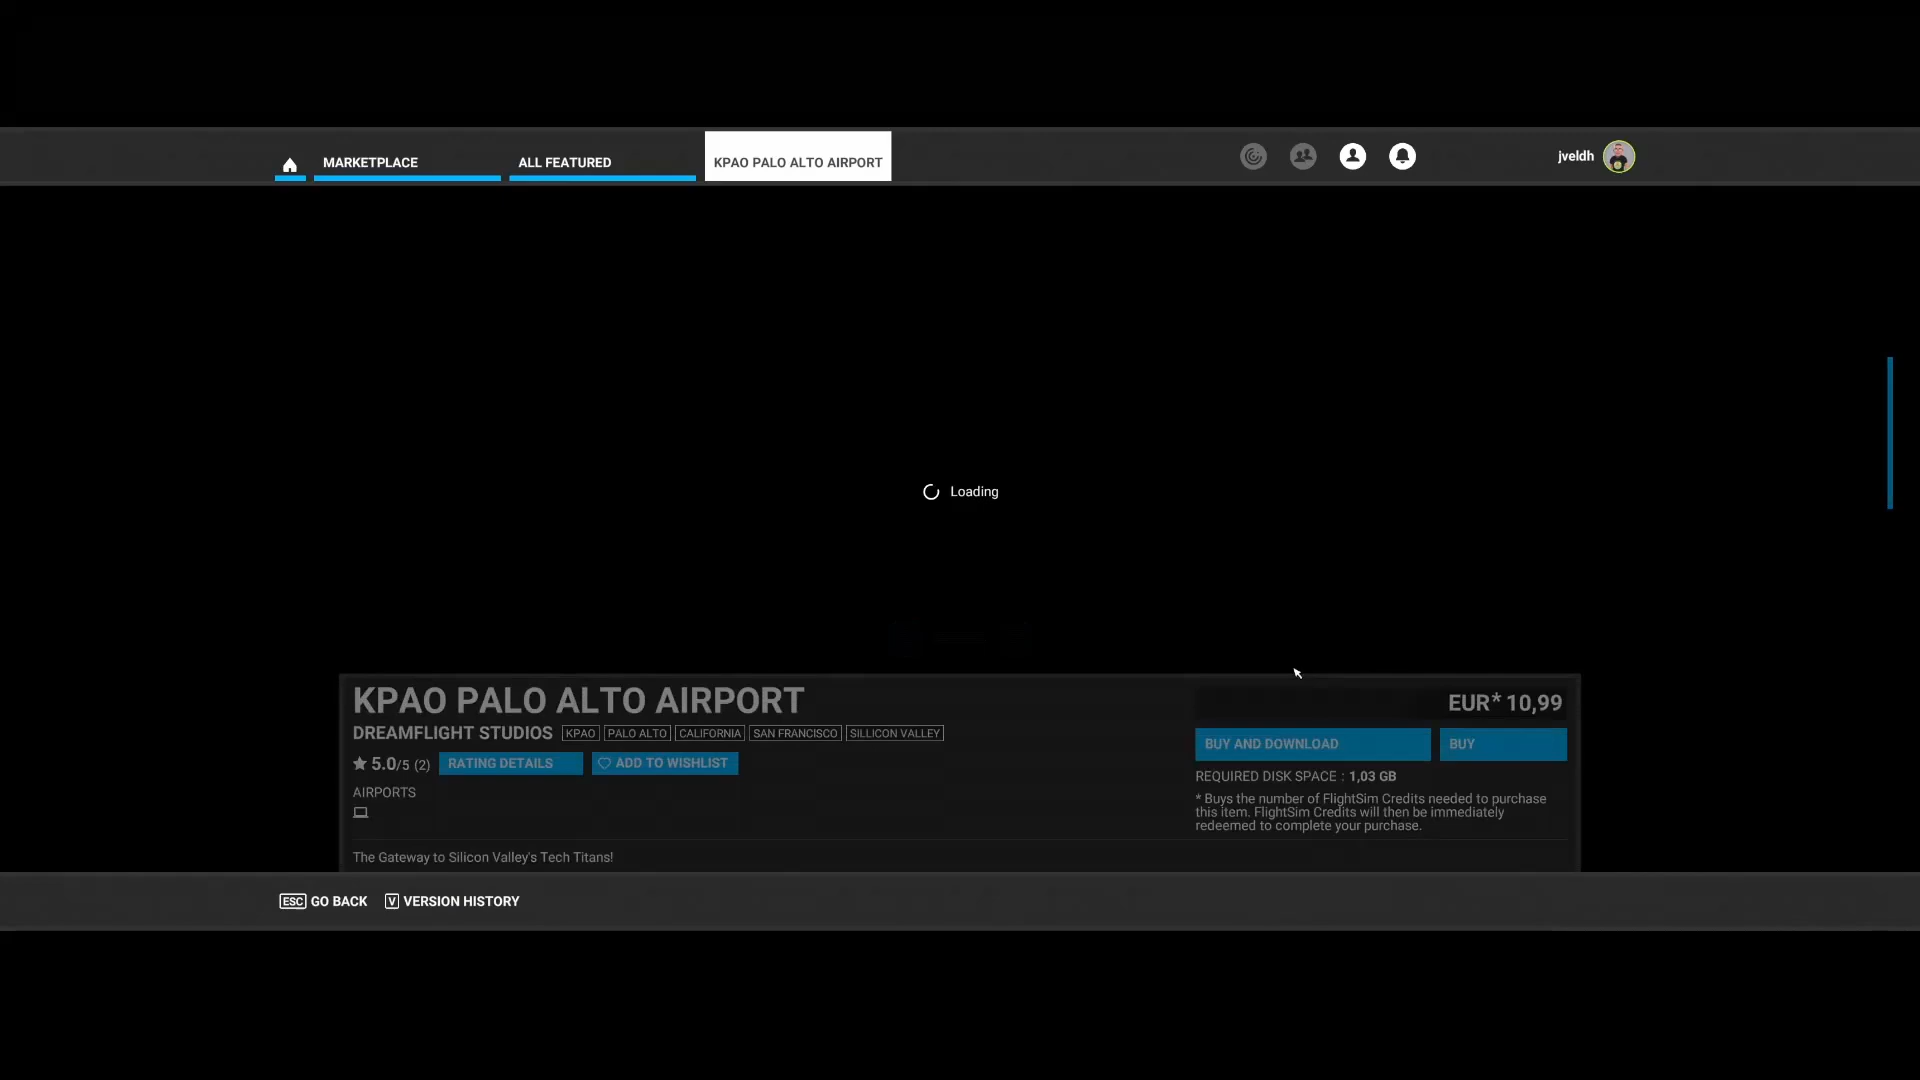 MARKETPLACE
ALL FEATURED
KPAO PALO ALTO AIRPORT
jveldh
Loading
KPAO PALO ALTO AIRPORT
EUR* 10,99
DREAMFLIGHT STUDIOS KPAO PALO ALTO CALIFORNIA SAN FRANCISCO SILLICON VALLEY
BUY AND DOWNLOAD
BUY
5.0/5 (2) RATING DETAILS ADD TO WISHLIST
REQUIRED DISK SPACE : 1,03 GB
AIRPORTS
* Buys the number of FlightSim Credits needed to purchase
this item. FlightSim Credits will then be immediately
redeemed to complete your purchase.
The Gateway to Silicon Valley's Tech Titans!
ESC GO BACK V VERSION HISTORY